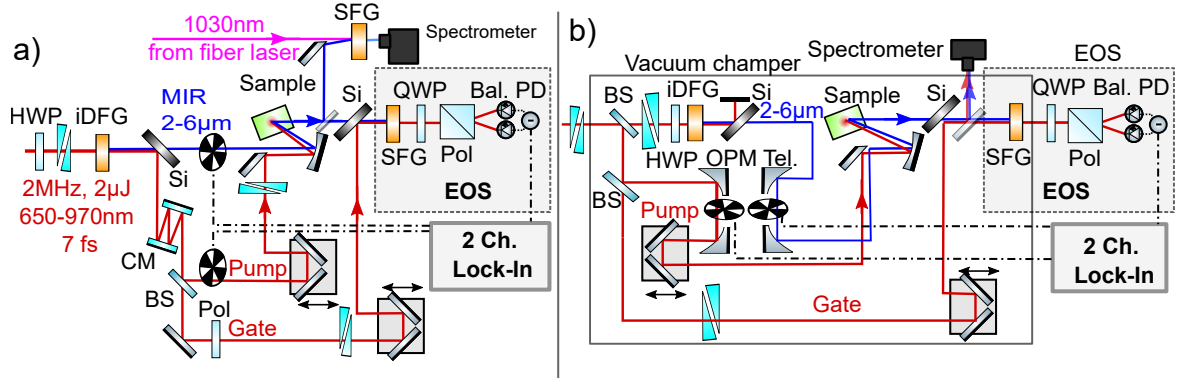 a)
1030nm
from fiber laser
SFG
Spectrometer
Sample
Si
EOS
QWP
Bal. PD
HWP
iDFG
MIR
2-6µm
Si
SFG
Pol
EOS
2MHz, 2µJ
650-970nm
7 fs
CM
BS
Pump
Pol
Gate
2 Ch.
Lock-In
b)
Spectrometer
Vacuum champer
EOS
BS
iDFG
Si
2-6µm
Sample
Si
QWP
Bal. PD
HWP
OPM
Tel.
SFG
Pol
EOS
BS
Pump
Gate
2 Ch.
Lock-In